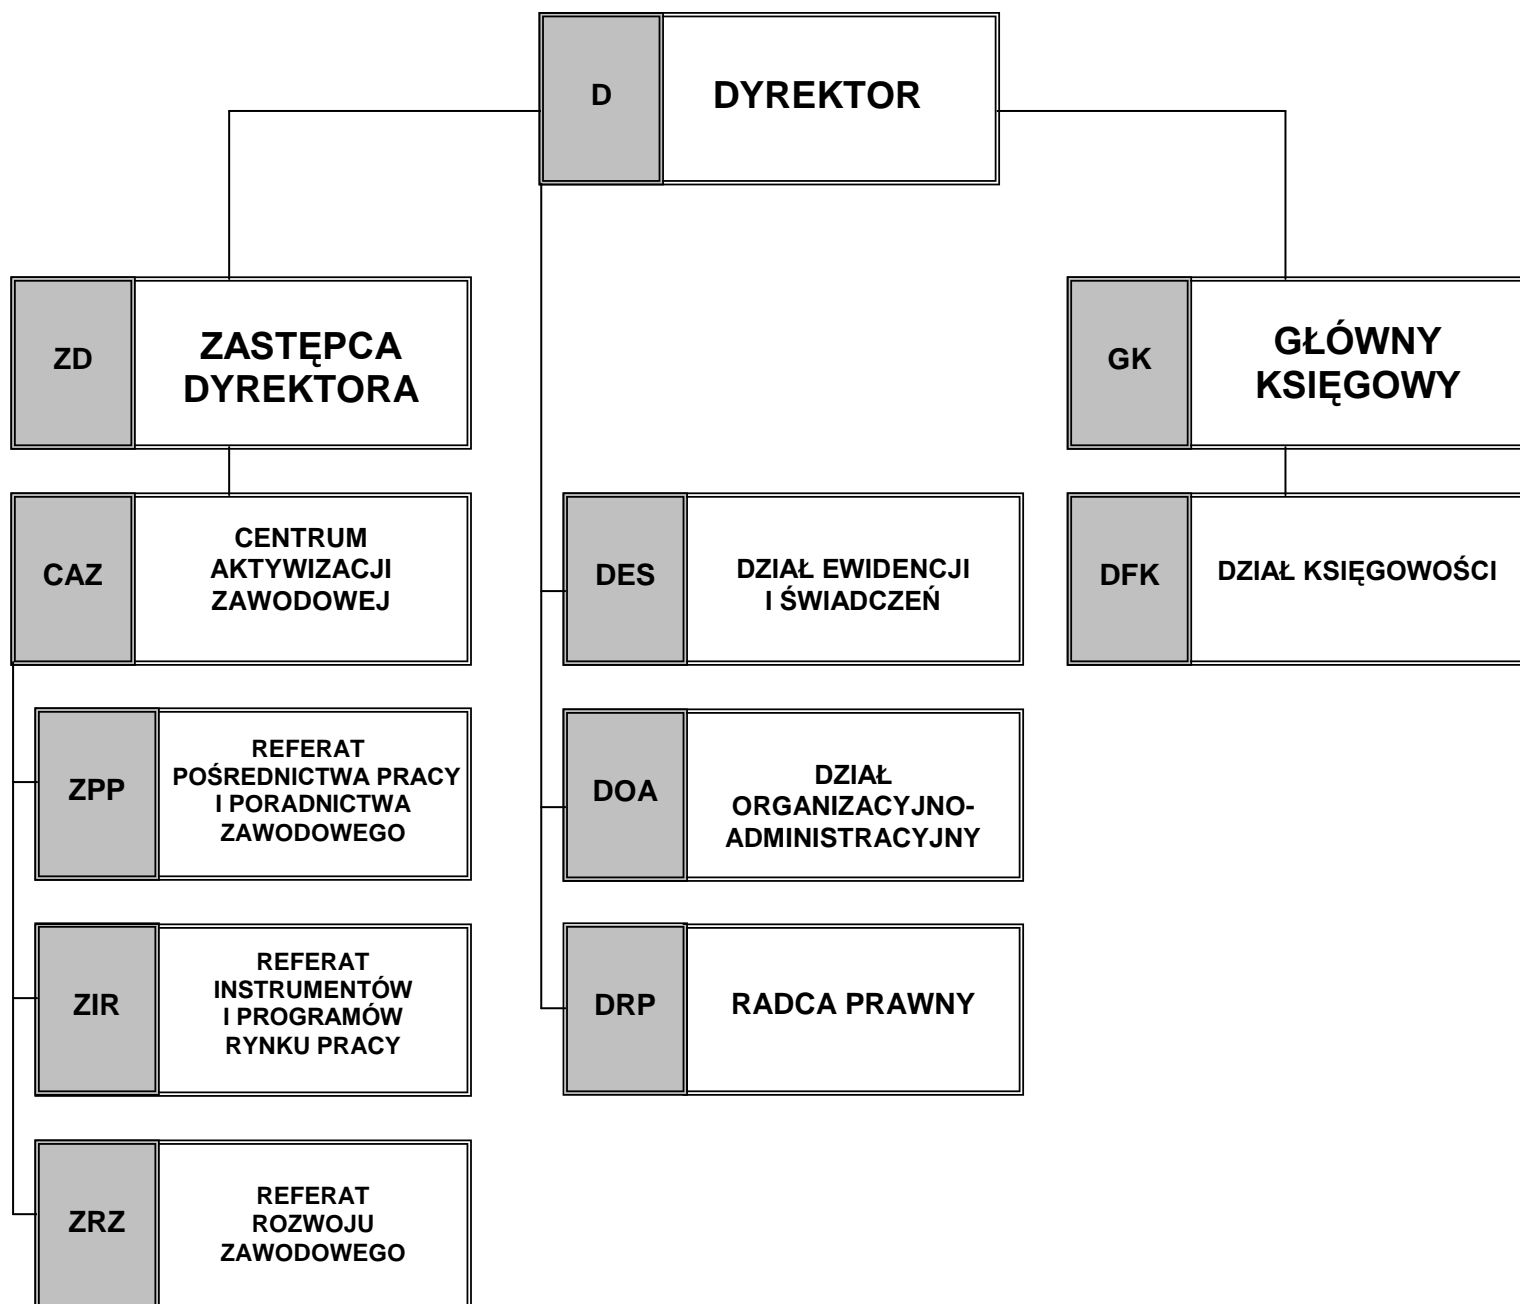 D
DYREKTOR
ZD
ZASTĘPCA
DYREKTORA
GK
GŁÓWNY
KSIĘGOWY
CAZ
CENTRUM
AKTYWIZACJI
ZAWODOWEJ
DES
DZIAŁ EWIDENCJI
I ŚWIADCZEŃ
DFK
DZIAŁ KSIĘGOWOŚCI
ZPP
REFERAT
POŚREDNICTWA PRACY
I PORADNICTWA
ZAWODOWEGO
DOA
DZIAŁ
ORGANIZACYJNO-
ADMINISTRACYJNY
ZIR
REFERAT
INSTRUMENTÓW
I PROGRAMÓW
RYNKU PRACY
DRP
RADCA PRAWNY
ZRZ
REFERAT
ROZWOJU
ZAWODOWEGO